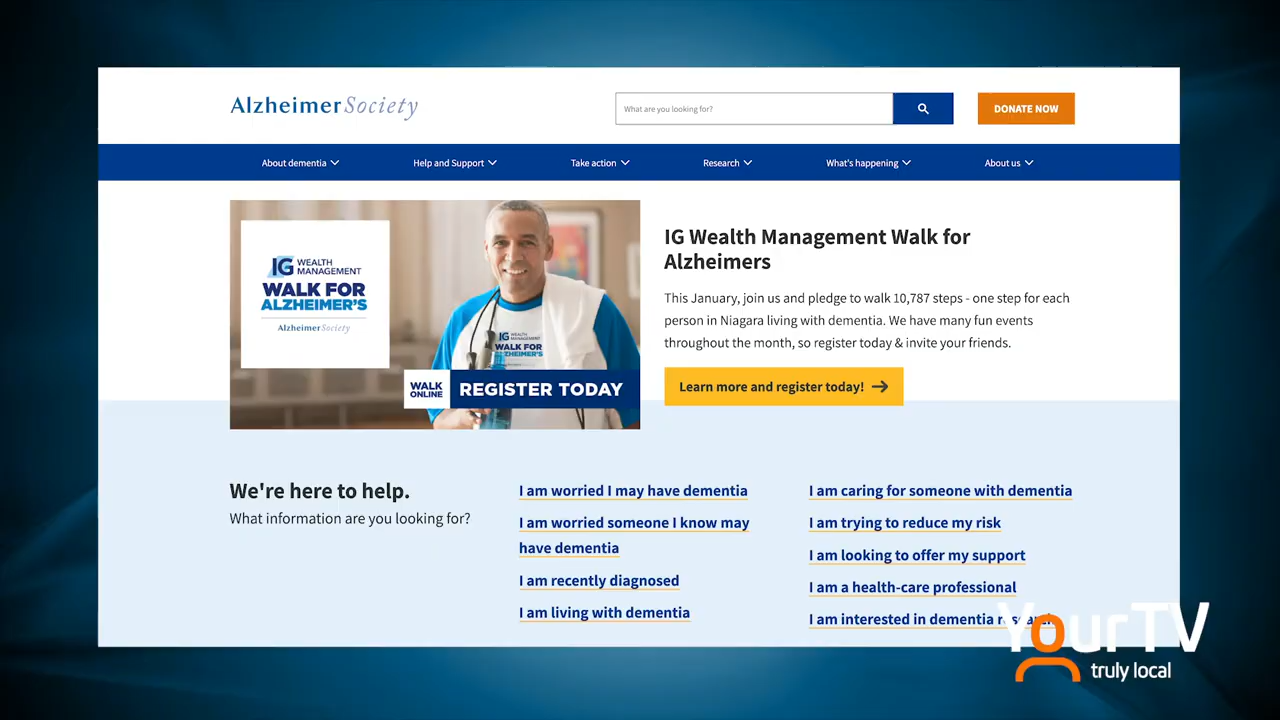 AlzheimerSociety
What are you looking for?
DONATE NOW
About dementia
Help and Support
Take action
Research
What's happening
About us
IG WEALTH
MANAGEMENT
WALK FOR
ALZHEIMER'S
AlzheimerSociety
IG WEALTH
MANAGEMENT
WALK FOR
WALK
ONLINE
REGISTER TODAY
IG Wealth Management Walk for
Alzheimers
This January, join us and pledge to walk 10,787 steps - one step for each
person in Niagara living with dementia. We have many fun events
throughout the month, so register today & invite your friends.
Learn more and register today!
We're here to help.
What information are you looking for?
I am worried I may have dementia
I am worried someone I know may
have dementia
I am recently diagnosed
I am living with dementia
I am caring for someone with dementia
I am trying to reduce my risk
I am looking to offer my support
I am a health-care professional
I am interested in dementia
YourTV
truly local